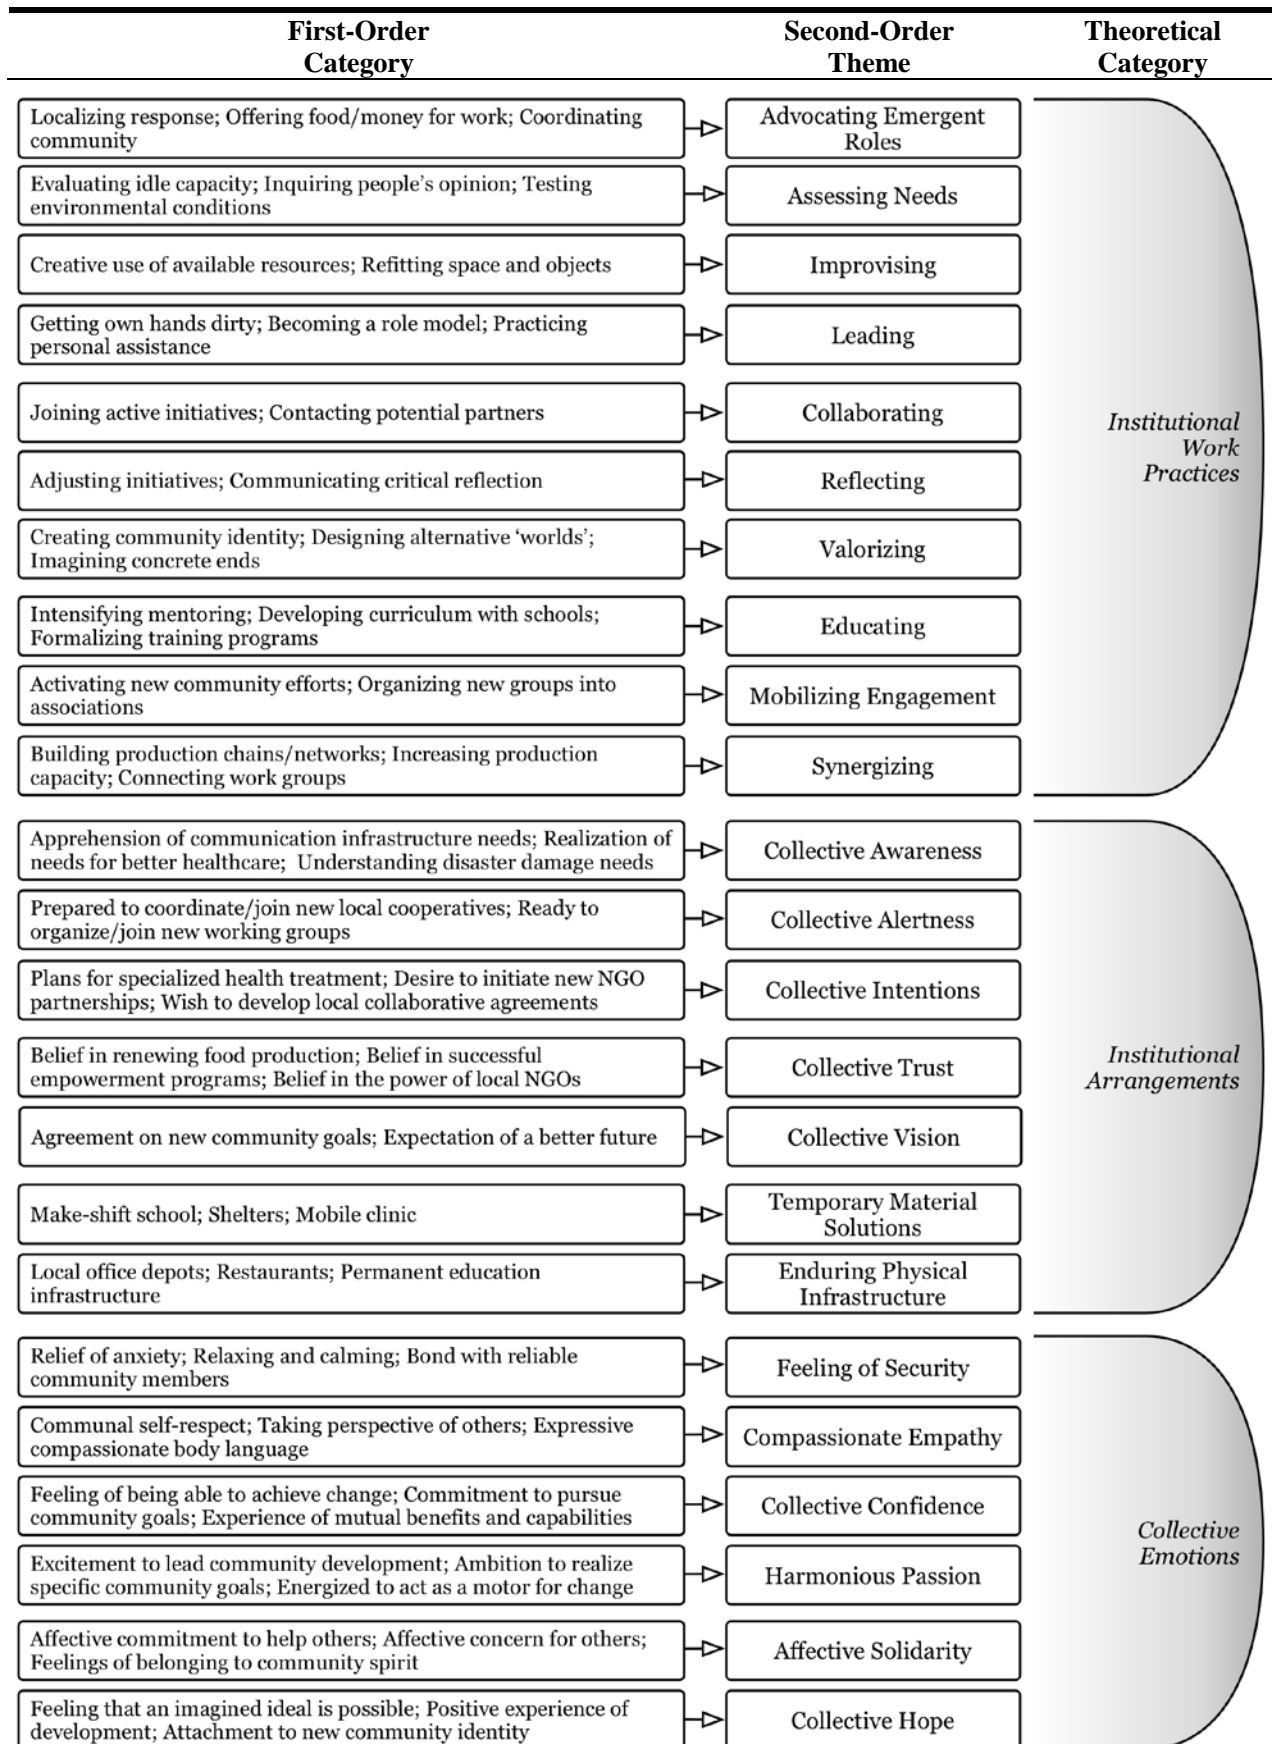 First-Order
Category
Second-Order
Theme
Theoretical
Category
Localizing response; Offering food/money for work; Coordinating
community
Advocating Emergent
Roles
Evaluating idle capacity; Inquiring people's opinion; Testing
environmental conditions
Assessing Needs
Creative use of available resources; Refitting space and objects
Improvising
Getting own hands dirty; Becoming a role model; Practicing
personal assistance
Leading
Joining active initiatives; Contacting potential partners
Collaborating
Adjusting initiatives; Communicating critical reflection
Reflecting
Creating community identity; Designing alternative ‘worlds’;
Imagining concrete ends
Valorizing
Intensifying mentoring; Developing curriculum with schools;
Formalizing training programs
Educating
Activating new community efforts; Organizing new groups into
associations
Mobilizing Engagement
Building production chains/networks; Increasing production
capacity; Connecting work groups
Synergizing
Institutional
Work
Practices
Apprehension of communication infrastructure needs; Realization of
needs for better healthcare;  Understanding disaster damage needs
Collective Awareness
Prepared to coordinate/join new local cooperatives; Ready to
organize/join new working groups
Collective Alertness
Plans for specialized health treatment; Desire to initiate new NGO
partnerships; Wish to develop local collaborative agreements
Collective Intentions
Belief in renewing food production; Belief in successful
empowerment programs; Belief in the power of local NGOs
Collective Trust
Agreement on new community goals; Expectation of a better future
Collective Vision
Make-shift school; Shelters; Mobile clinic
Temporary Material
Solutions
Local office depots; Restaurants; Permanent education
infrastructure
Enduring Physical
Infrastructure
Institutional
Arrangements
Relief of anxiety; Relaxing and calming; Bond with reliable
community members
Feeling of Security
Communal self-respect; Taking perspective of others; Expressive
compassionate body language
Compassionate Empathy
Feeling of being able to achieve change; Commitment to pursue
community goals; Experience of mutual benefits and capabilities
Collective Confidence
Excitement to lead community development; Ambition to realize
specific community goals; Energized to act as a motor for change
Harmonious Passion
Affective commitment to help others; Affective concern for others;
Feelings of belonging to community spirit
Affective Solidarity
Feeling that an imagined ideal is possible; Positive experience of
development; Attachment to new community identity
Collective Hope
Collective
Emotions